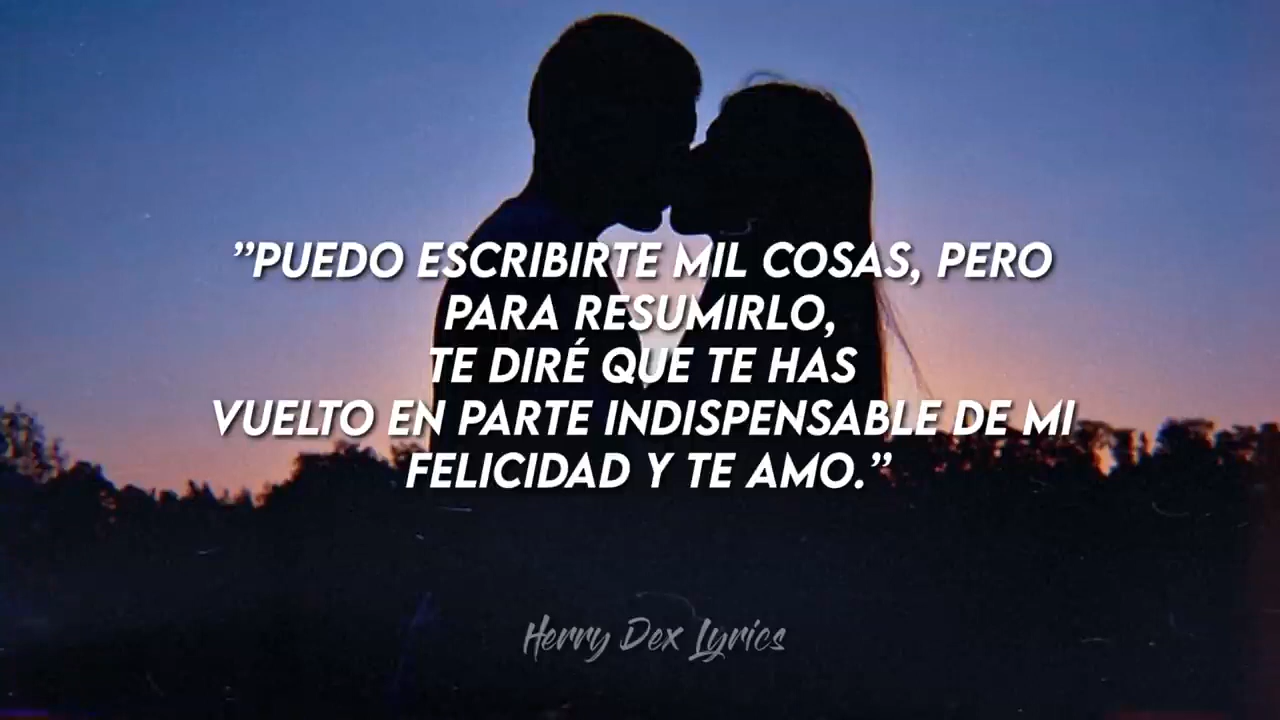 ”PUEDO ESCRIBIRTE MIL COSAS, PERO
PARA RESUMIRLO,
TE DIRÉ QUE TE HAS
VUELTO EN PARTE INDISPENSABLE DE MI
FELICIDAD Y TE AMO.”
Herry Dex Lyrics